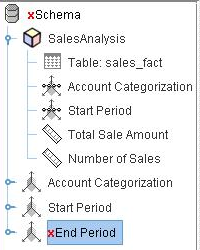 Schema
SalesAnalysis
Table: sales_fact
Account Categorization
Start Period
Total Sale Amount
Number of Sales
Account Categorization
Start Period
End Period